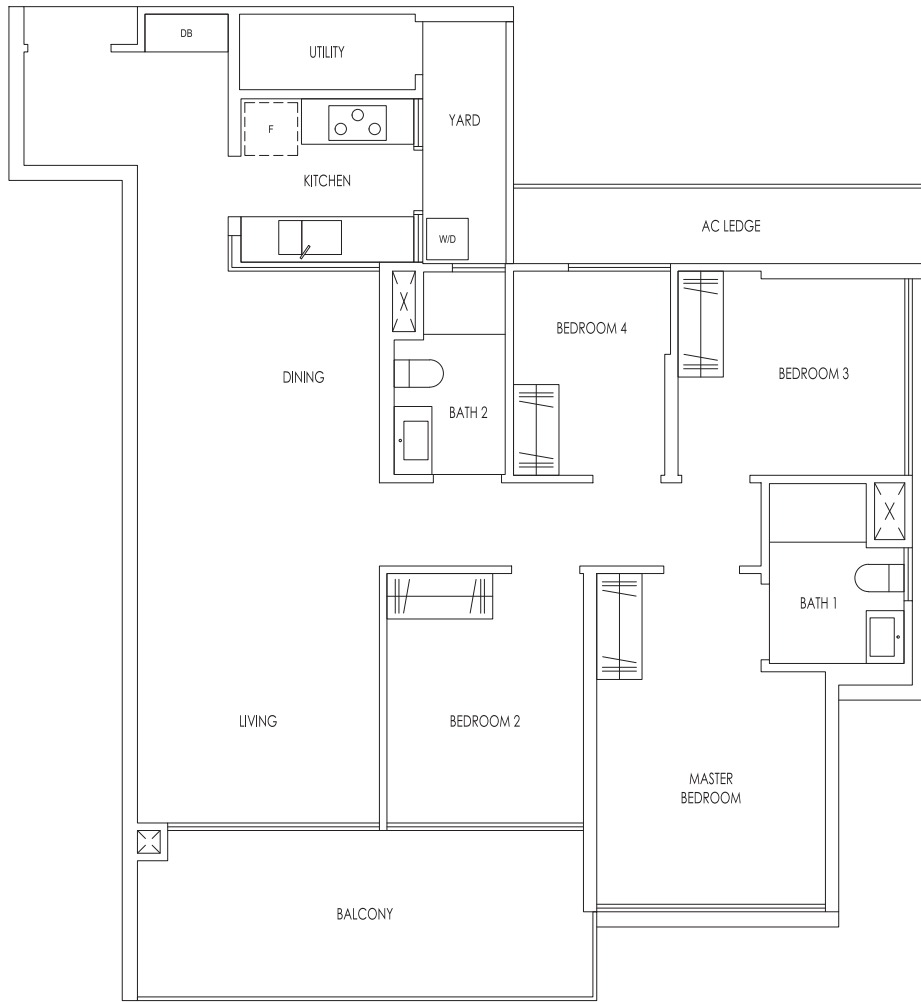 DB
UTILITY
F
YARD
KITCHEN
W/D
AC LEDGE
BEDROOM 4
DINING
BEDROOM 3
BATH 2
BATH 1
LIVING
BEDROOM 2
MASTER
BEDROOM
BALCONY